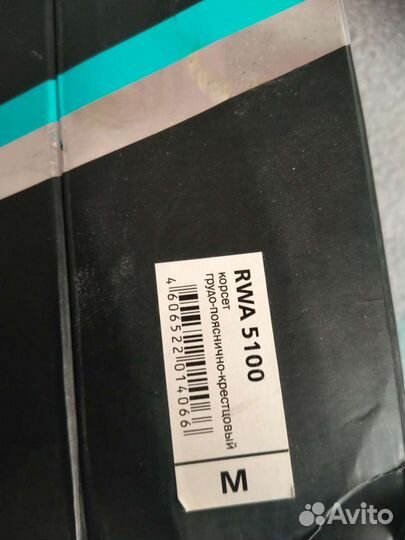 RWA 5100
корсет
грудо-пояснично-крестцовый
4606522014066
M
Avito